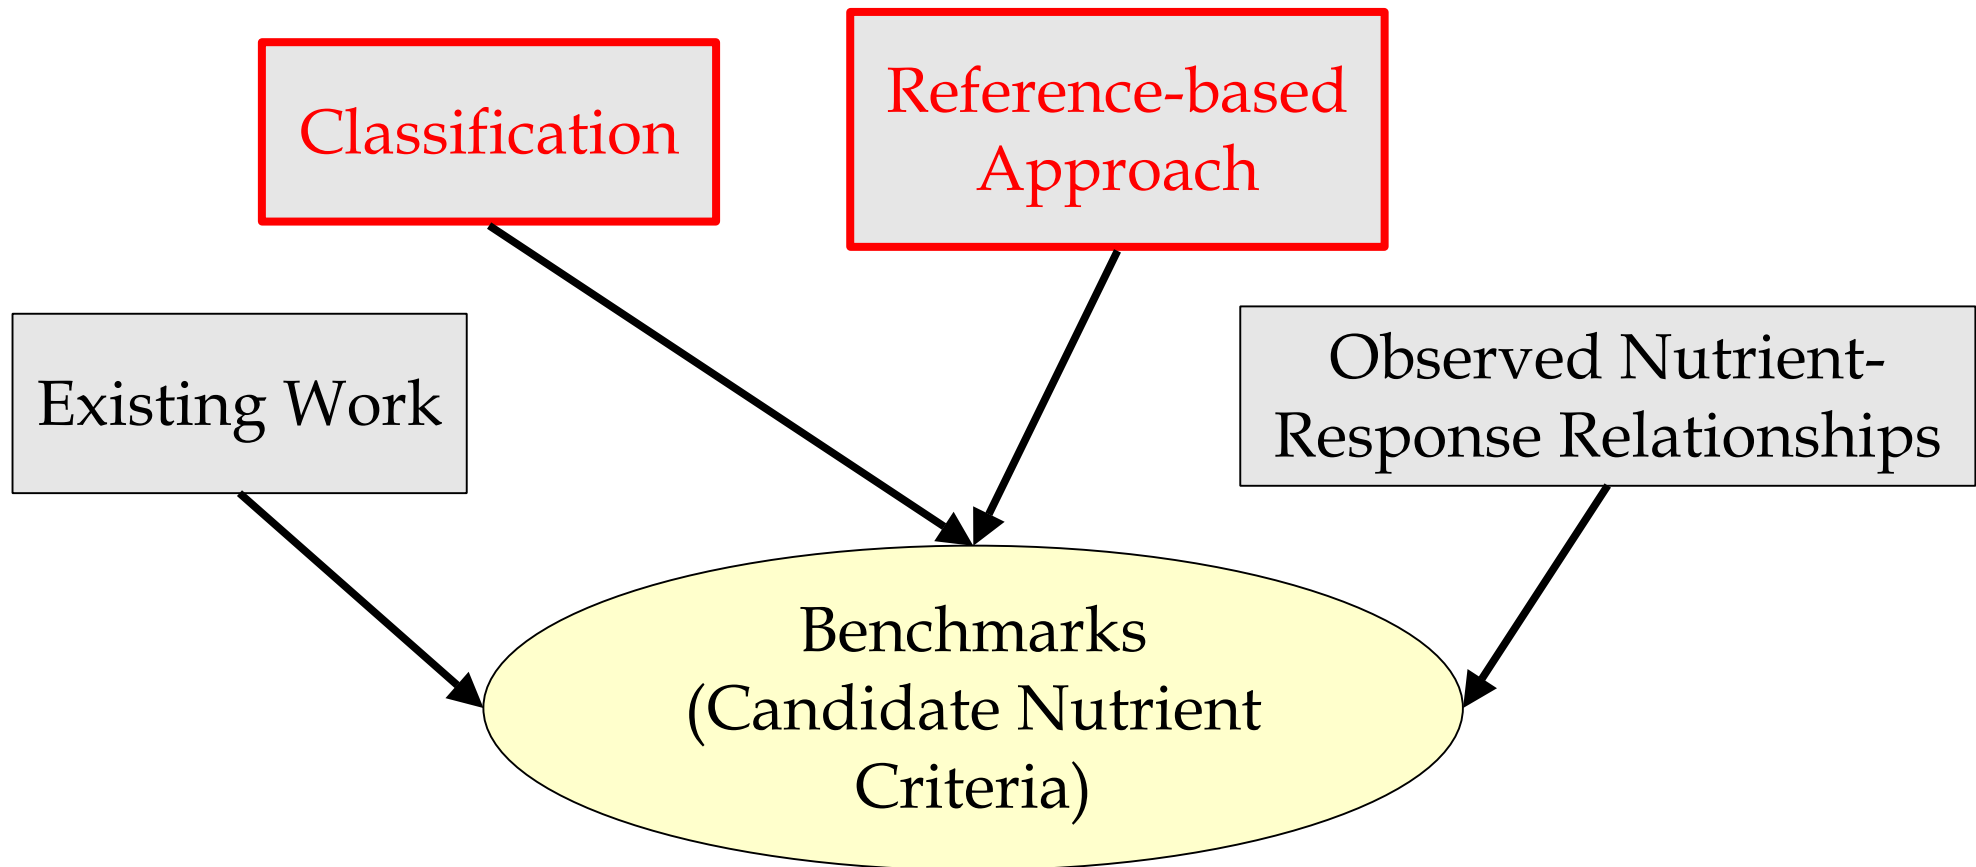 Classification
Reference-based
Approach
Existing Work
Observed Nutrient-
Response Relationships
Benchmarks
(Candidate Nutrient
Criteria)